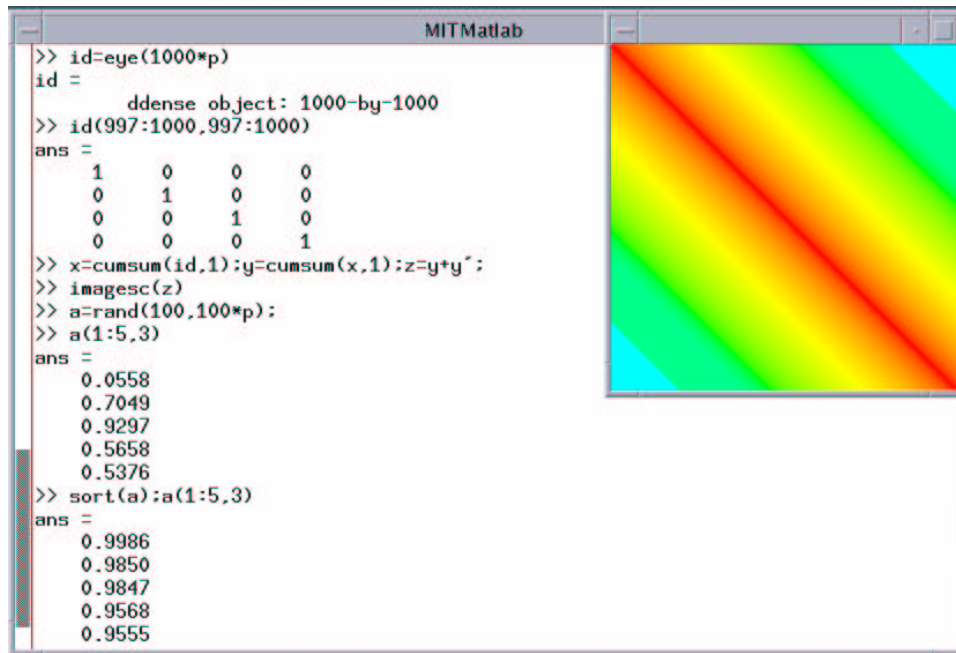 MITMatlab
>> id=eye(1000*p)
id =
ddense object: 1000-by-1000
>> id(997:1000,997:1000)
ans =
1 0 0 0
0 1 0 0
0 0 1 0
0 0 0 1
>> x=cumsum(id,1);y=cumsum(x,1);z=y+y';
>> imagesc(z)
>> a=rand(100,100*p);
>> a(1:5,3)
ans =
0.0558
0.7049
0.9297
0.5658
0.5376
>> sort(a);a(1:5,3)
ans =
0.9986
0.9850
0.9847
0.9568
0.9555